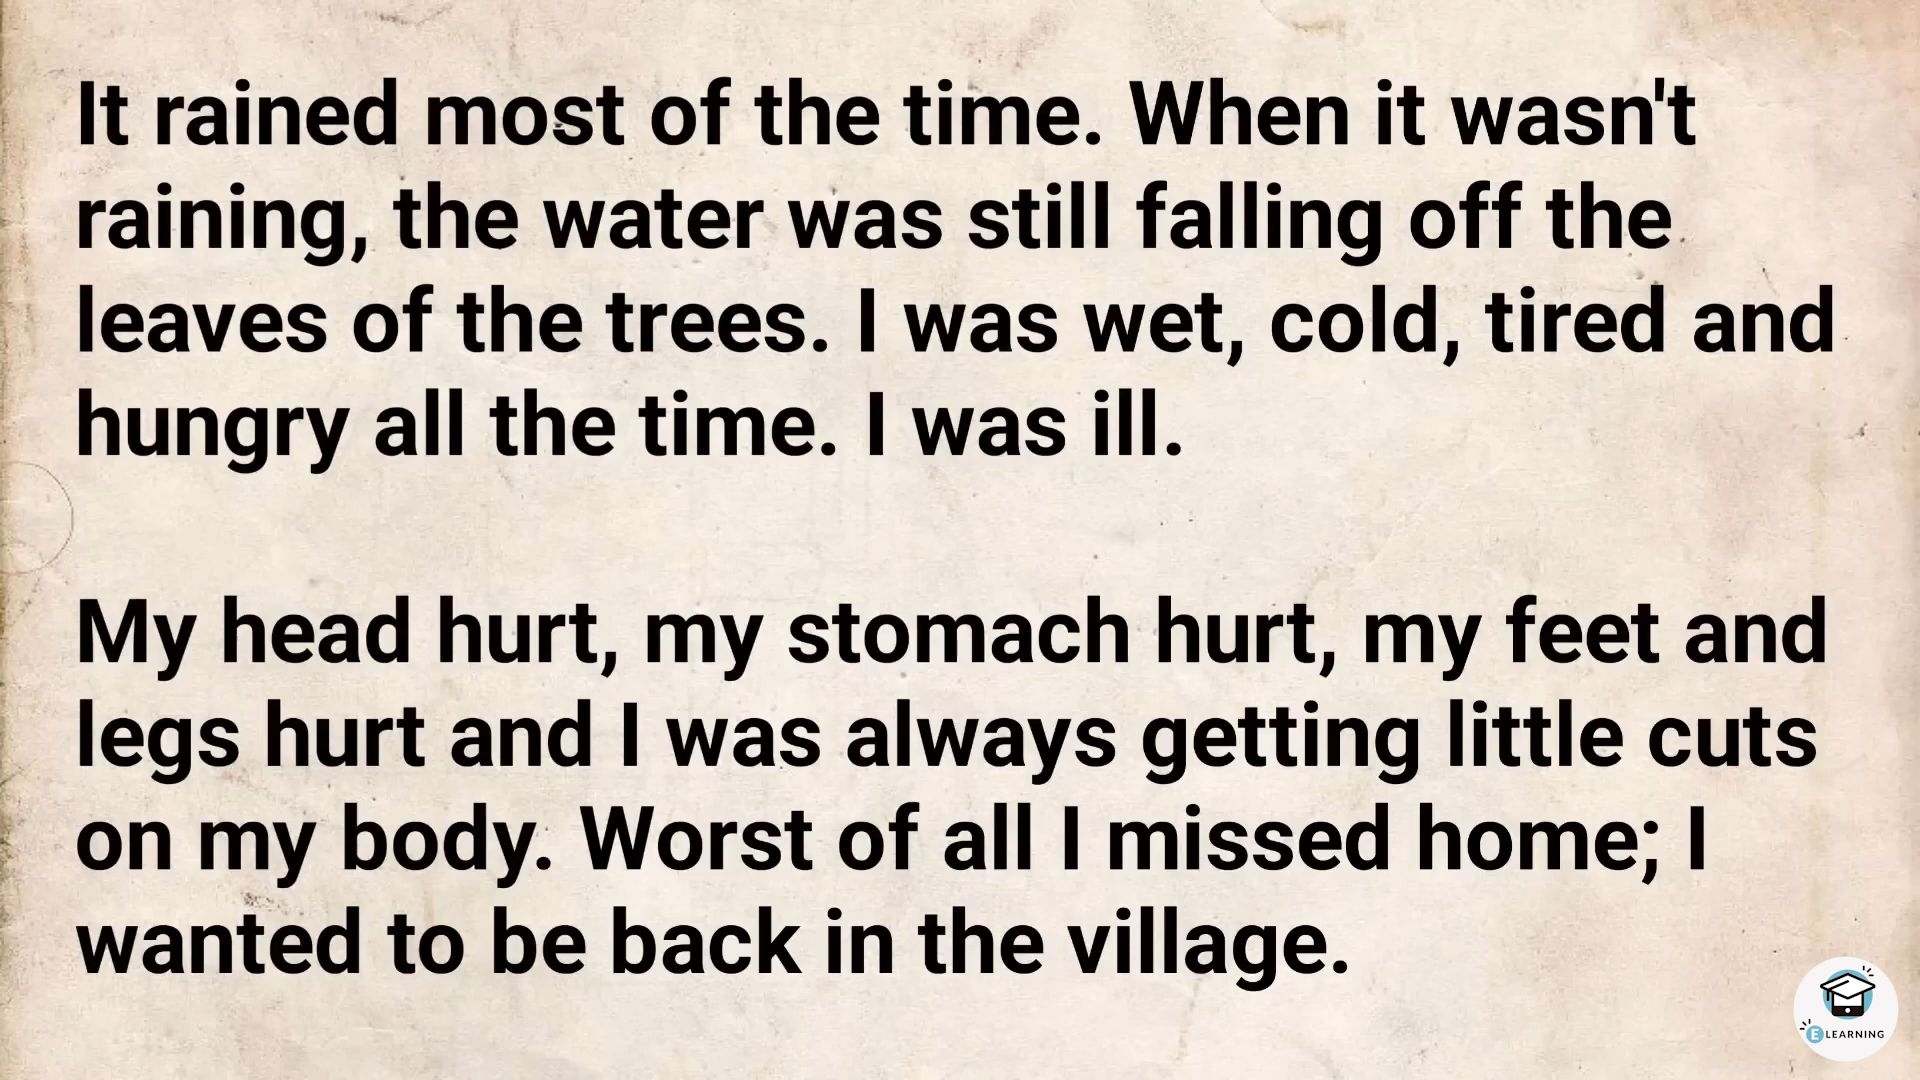 It rained most of the time. When it wasn't
raining, the water was still falling off the
leaves of the trees. I was wet, cold, tired and
hungry all the time. I was ill.
My head hurt, my stomach hurt, my feet and
legs hurt and I was always getting little cuts
on my body. Worst of all I missed home; I
wanted to be back in the village.
E LEARNING